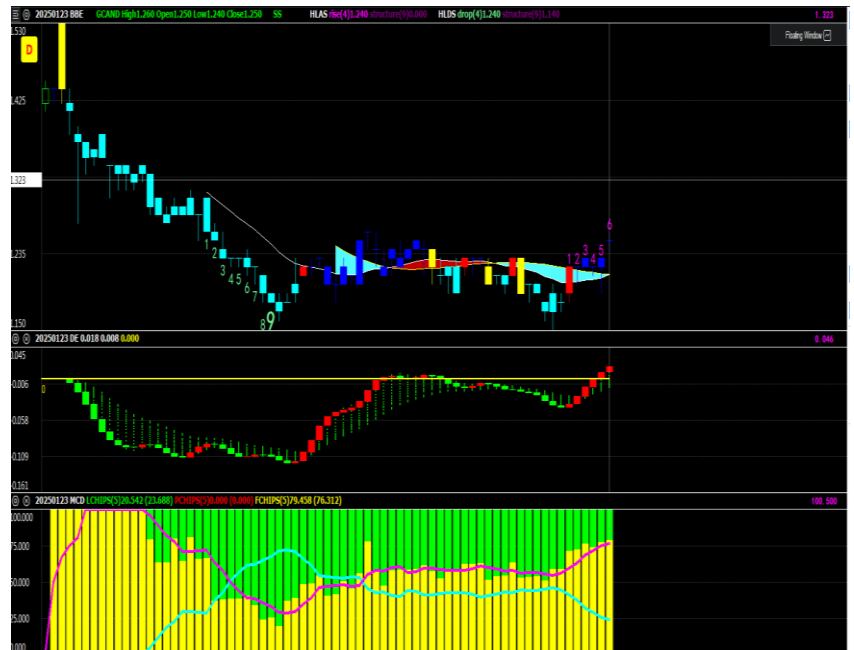 20250123 BBE GCAND High1.260 Open1.250 Low1.240 Close1.250 SS HLAS rise(4)1.240 structure(9)0.000 HLDS drop(4)1.240 structure(9)1.140 1.323
1.530
D
Floating Window
1.425
1.323
6
1.235
1 2 3 4 5
1 2 3 4 5 6 7 8 9
1.150
20250123 DE 0.018 0.008 0.000 0.046
0.045
-0.006
0
-0.058
-0.109
-0.161
20250123 MCD LCHIPS(5)20.542 (23.688) PCHIPS(5)0.000 (0.000) FCHIPS(5)79.458 (76.312) 100.500
100.000
75.000
50.000
25.000
0.000